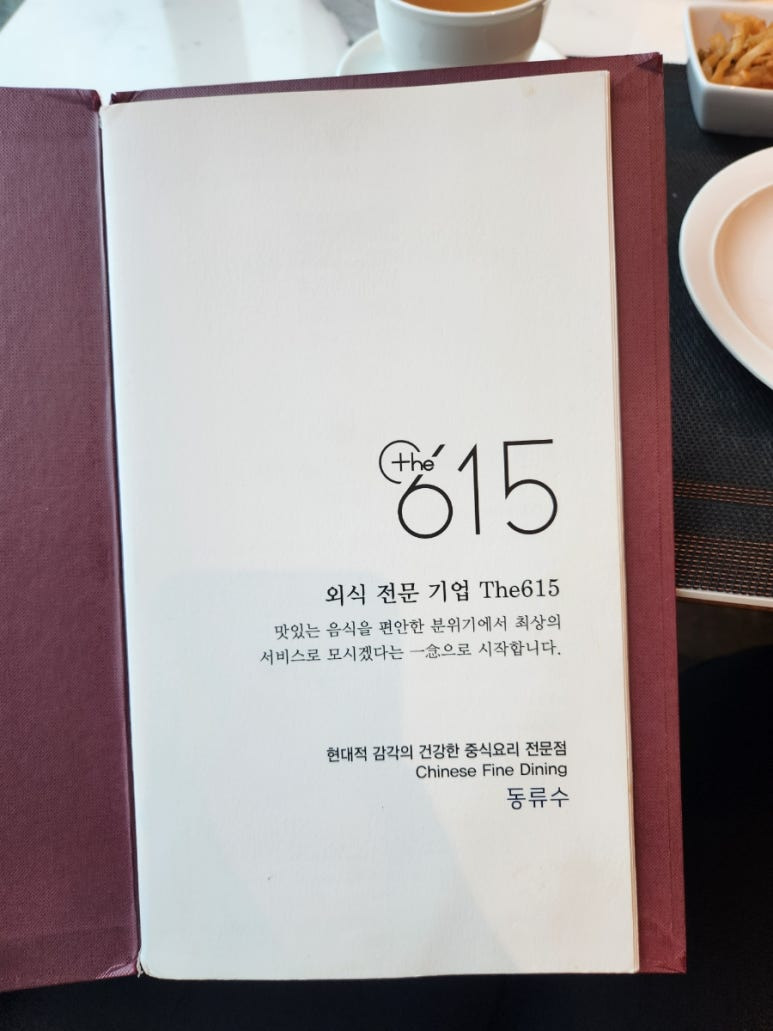 the
615
외식 전문 기업 The615
맛있는 음식을 편안한 분위기에서 최상의
서비스로 모시겠다는 一念으로 시작합니다.
현대적 감각의 건강한 중식요리 전문점
Chinese Fine Dining
동류수